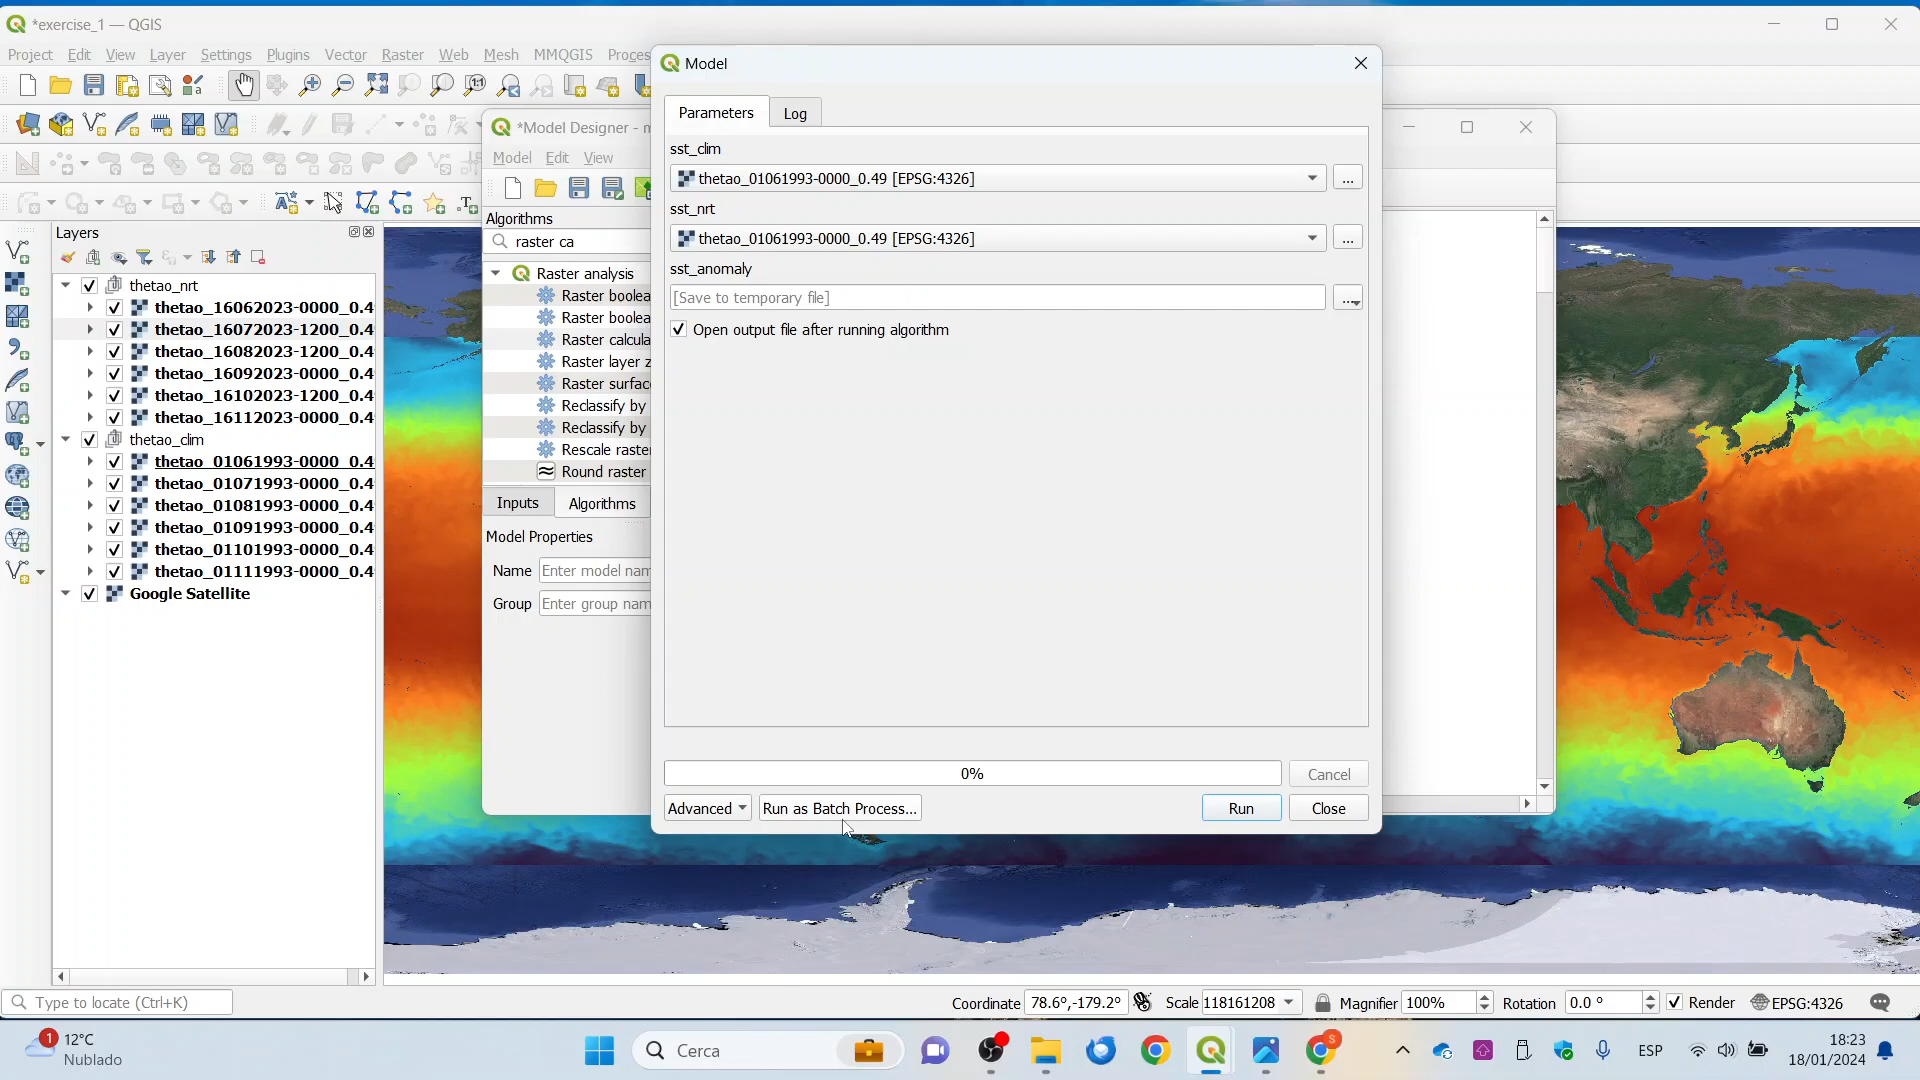 *exercise_1 — QGIS
Project Edit View Layer Settings Plugins Vector Raster Web Mesh MMQGIS Proces
Model
Parameters Log
sst_clim
thetao_01061993-0000_0.49 [EPSG:4326]
...
sst_nrt
thetao_01061993-0000_0.49 [EPSG:4326]
...
sst_anomaly
[Save to temporary file]
...
Open output file after running algorithm
0%
Cancel
Advanced Run as Batch Process... Run Close
*Model Designer - m
Model Edit View
Algorithms
raster ca
Raster analysis
Raster boolea
Raster boolea
Raster calcula
Raster layer z
Raster surfac
Reclassify by
Reclassify by
Rescale raster
Round raster
Inputs Algorithms
Model Properties
Name Enter model nam
Group Enter group nam
Layers
thetao_nrt
thetao_16062023-0000_0.4
thetao_16072023-1200_0.4
thetao_16082023-1200_0.4
thetao_16092023-0000_0.4
thetao_16102023-1200_0.4
thetao_16112023-0000_0.4
thetao_clim
thetao_01061993-0000_0.4
thetao_01071993-0000_0.4
thetao_01081993-0000_0.4
thetao_01091993-0000_0.4
thetao_01101993-0000_0.4
thetao_01111993-0000_0.4
Google Satellite
Type to locate (Ctrl+K)
Coordinate 78.6°,-179.2° Scale 118161208 Magnifier 100% Rotation 0.0 ° Render EPSG:4326
1
12°C
Nublado
Cerca
S
ESP
18:23
18/01/2024